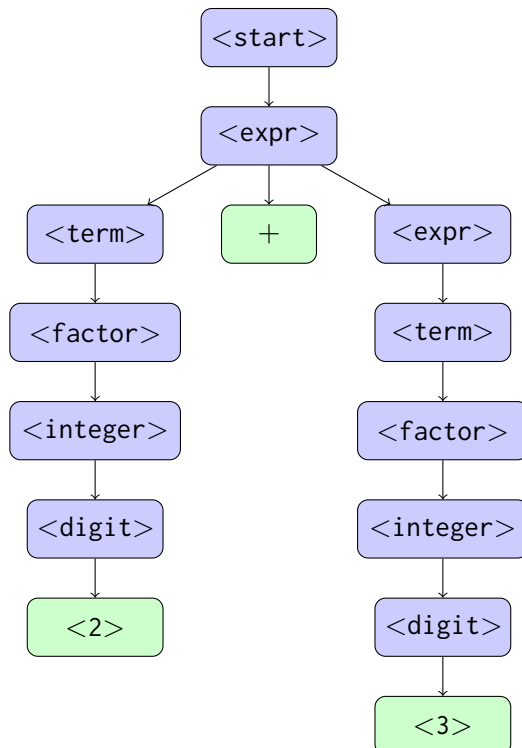 <start>
<expr>
<term> + <expr>
<factor> <term>
<integer> <factor>
<digit> <integer>
<2> <digit>
<3>